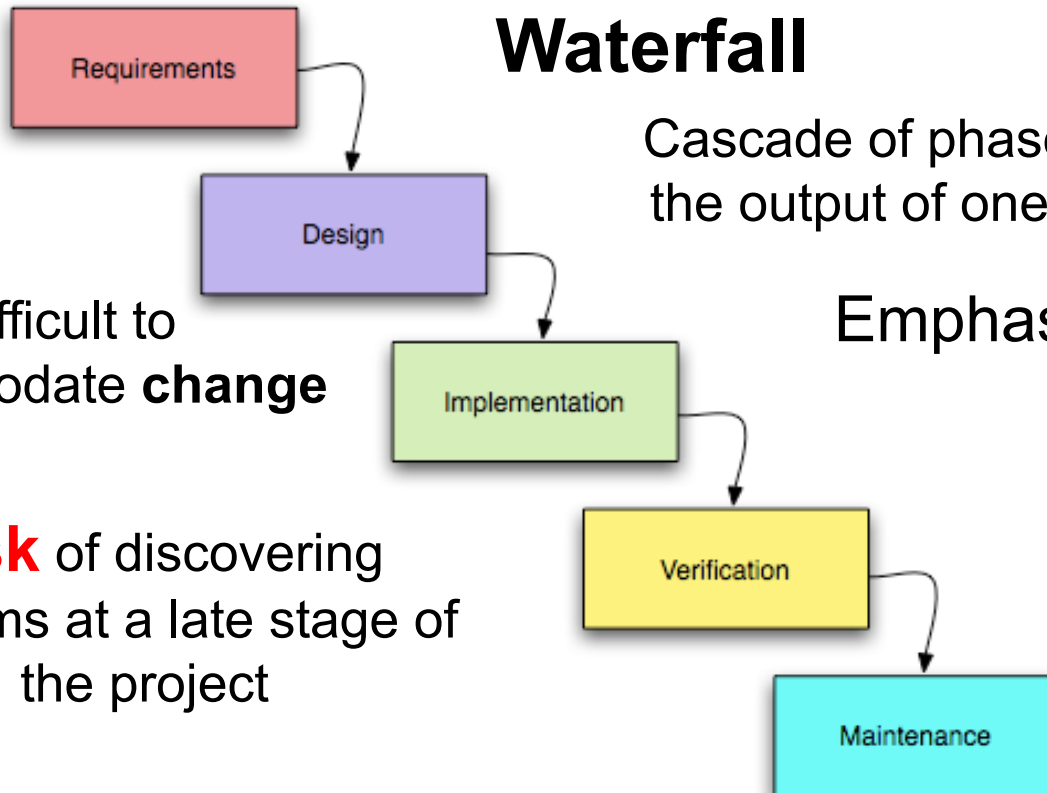 Waterfall
Requirements
Cascade of phase
the output of one
Design
fficult to
odate change
Emphas
Implementation
k of discovering
ms at a late stage of
the project
Verification
Maintenance